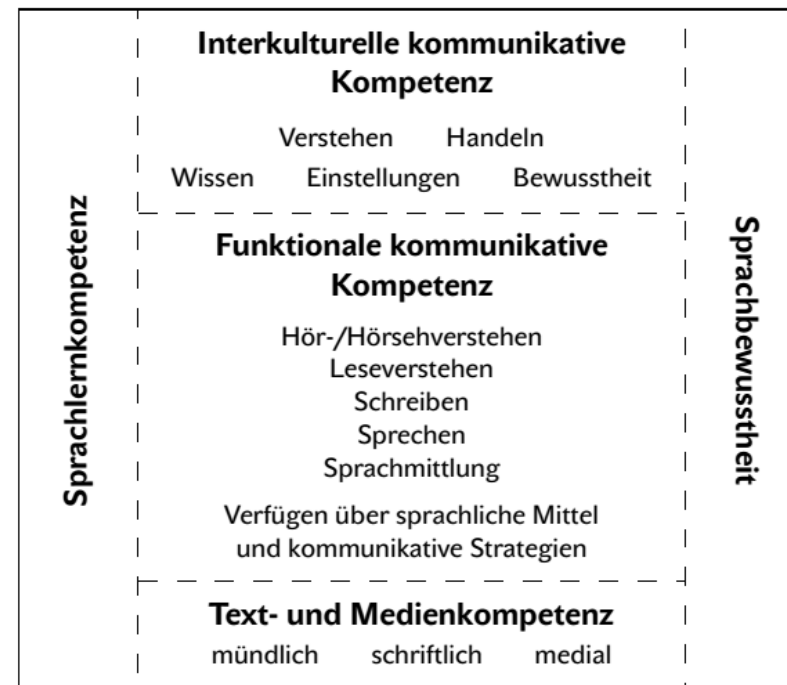 Sprachlernkompetenz
Interkulturelle kommunikative
Kompetenz
Verstehen Handeln
Wissen Einstellungen Bewusstheit
Funktionale kommunikative
Kompetenz
Hör-/Hörsehverstehen
Leseverstehen
Schreiben
Sprechen
Sprachmittlung
Verfügen über sprachliche Mittel
und kommunikative Strategien
Text- und Medienkompetenz
mündlich schriftlich medial
Sprachbewusstheit